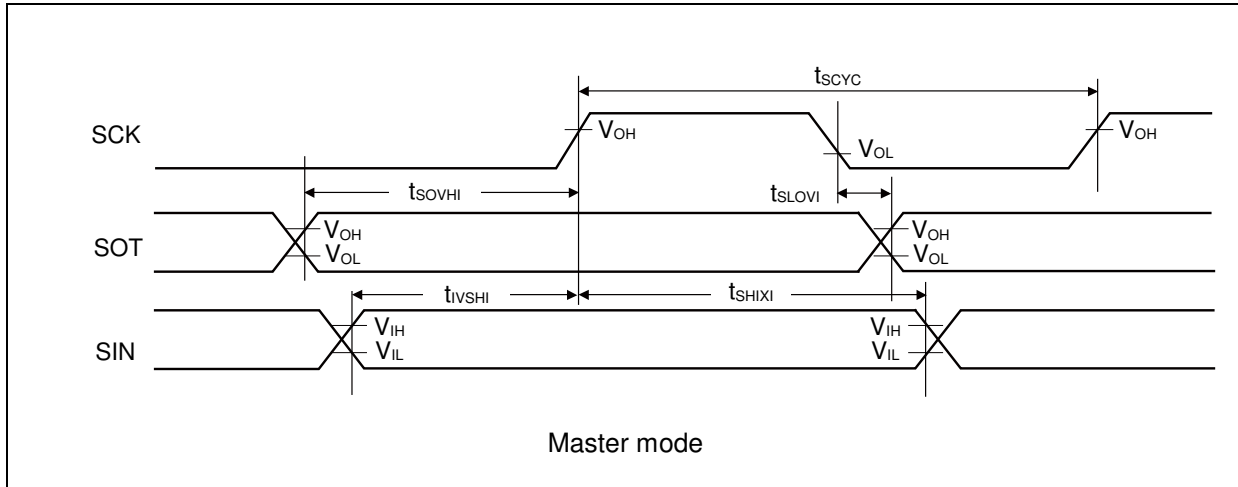 tSCYC
SCK
VOH
VOL
VOH
tSOVHI
tSLOVI
SOT
VOH
VOL
VOH
VOL
tIVSHI
tSHIXI
SIN
VIH
VIL
VIH
VIL
Master mode